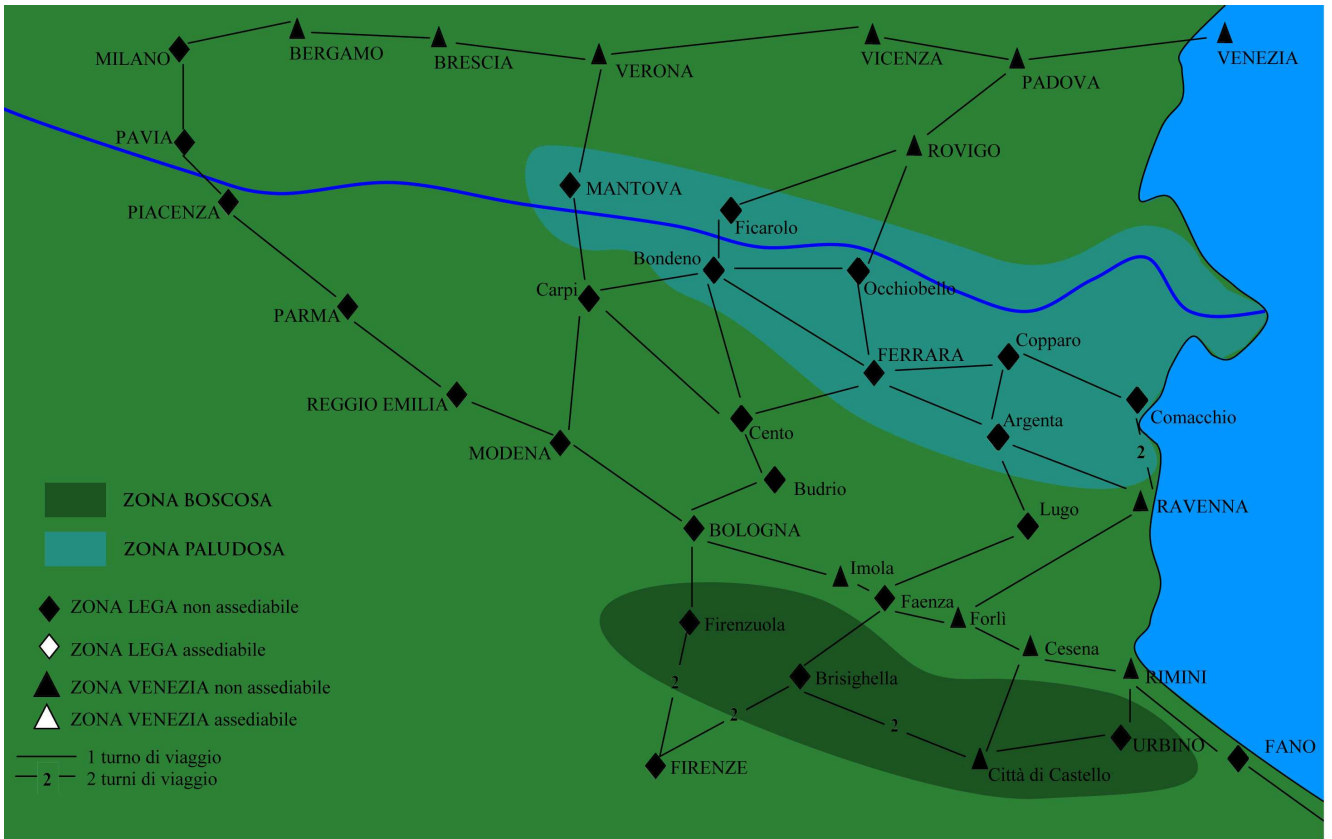 MILANO
BERGAMO
BRESCIA
VERONA
VICENZA
PADOVA
VENEZIA
PAVIA
ROVIGO
PIACENZA
MANTOVA
Ficarolo
Bondeno
Carpi
Occhiobello
PARMA
Copparo
FERRARA
REGGIO EMILIA
Comacchio
Argenta
Cento
MODENA
2
Budrio
ZONA BOSCOSA
RAVENNA
Lugo
BOLOGNA
ZONA PALUDOSA
Imola
Faenza
ZONA LEGA non assediabile
Firenzuola
Forlì
ZONA LEGA assediabile
Cesena
Brisighella
RIMINI
2
ZONA VENEZIA non assediabile
2
2
ZONA VENEZIA assediabile
URBINO
FANO
1 turno di viaggio
FIRENZE
Città di Castello
2
2 turni di viaggio